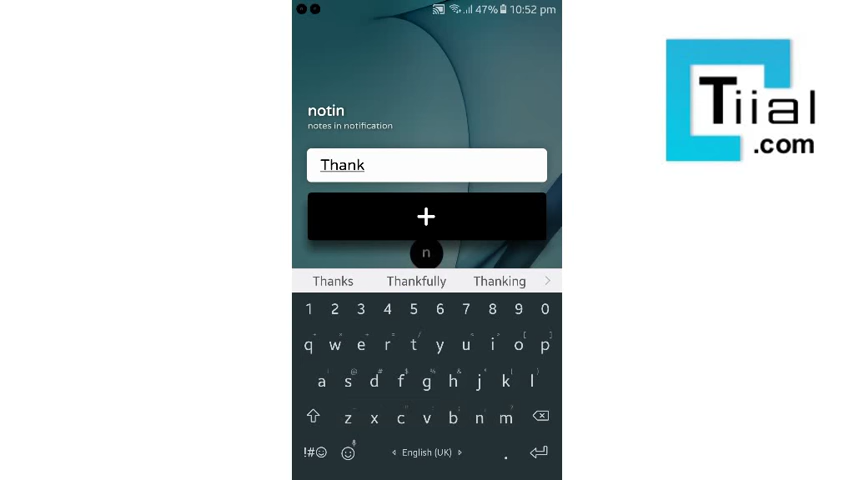 47% 10:52 pm
notin
notes in notification
Thank
+
n
Thanks Thankfully Thanking >
1 2 3 4 5 6 7 8 9 0
q w e r t y u i o p
a s d f g h j k l
z x c v b n m
!#☺ English (UK) .
Tiial
.com